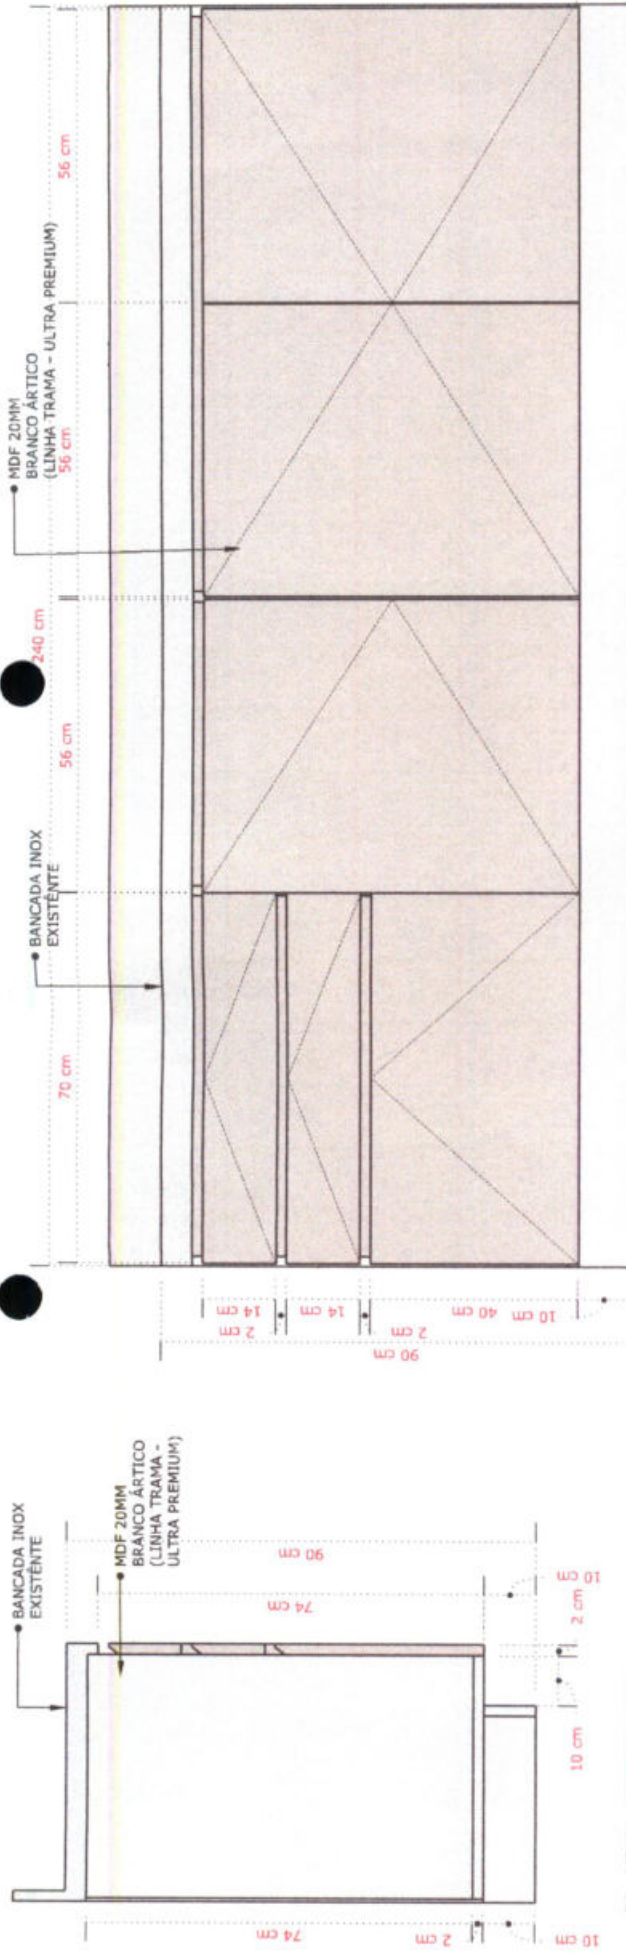 BANCADA INOX
EXISTENTE
MDF 20MM
BRANCO ÁRTICO
(LINHA TRAMA -
ULTRA PREMIUM)
90 cm
74 cm
10 cm
2 cm
10 cm
74 cm
2 cm
10 cm
BANCADA INOX
EXISTENTE
MDF 20MM
BRANCO ÁRTICO
(LINHA TRAMA - ULTRA PREMIUM)
240 cm
70 cm
56 cm
56 cm
56 cm
14 cm
2 cm
14 cm
2 cm
40 cm
10 cm
90 cm